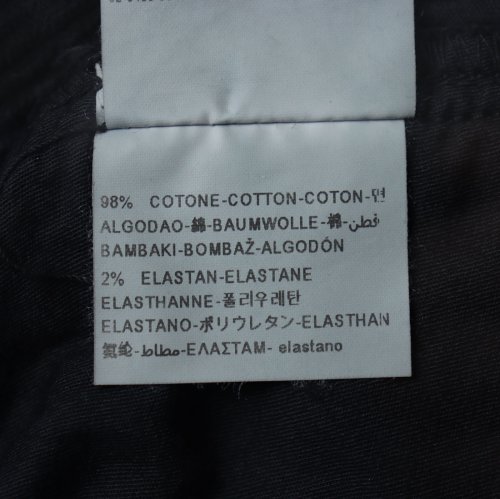 98% COTONE-COTTON-COTON-면
ALGODAO-綿-BAUMWOLLE-棉-قطن
BAMBAKI-BOMBAŽ-ALGODÓN
2% ELASTAN-ELASTANE
ELASTHANNE-폴리우레탄
ELASTANO-ポリウレタン-ELASTHAN
氨纶-مطاط-ΕΛΑΣΤΑΜ- elastano